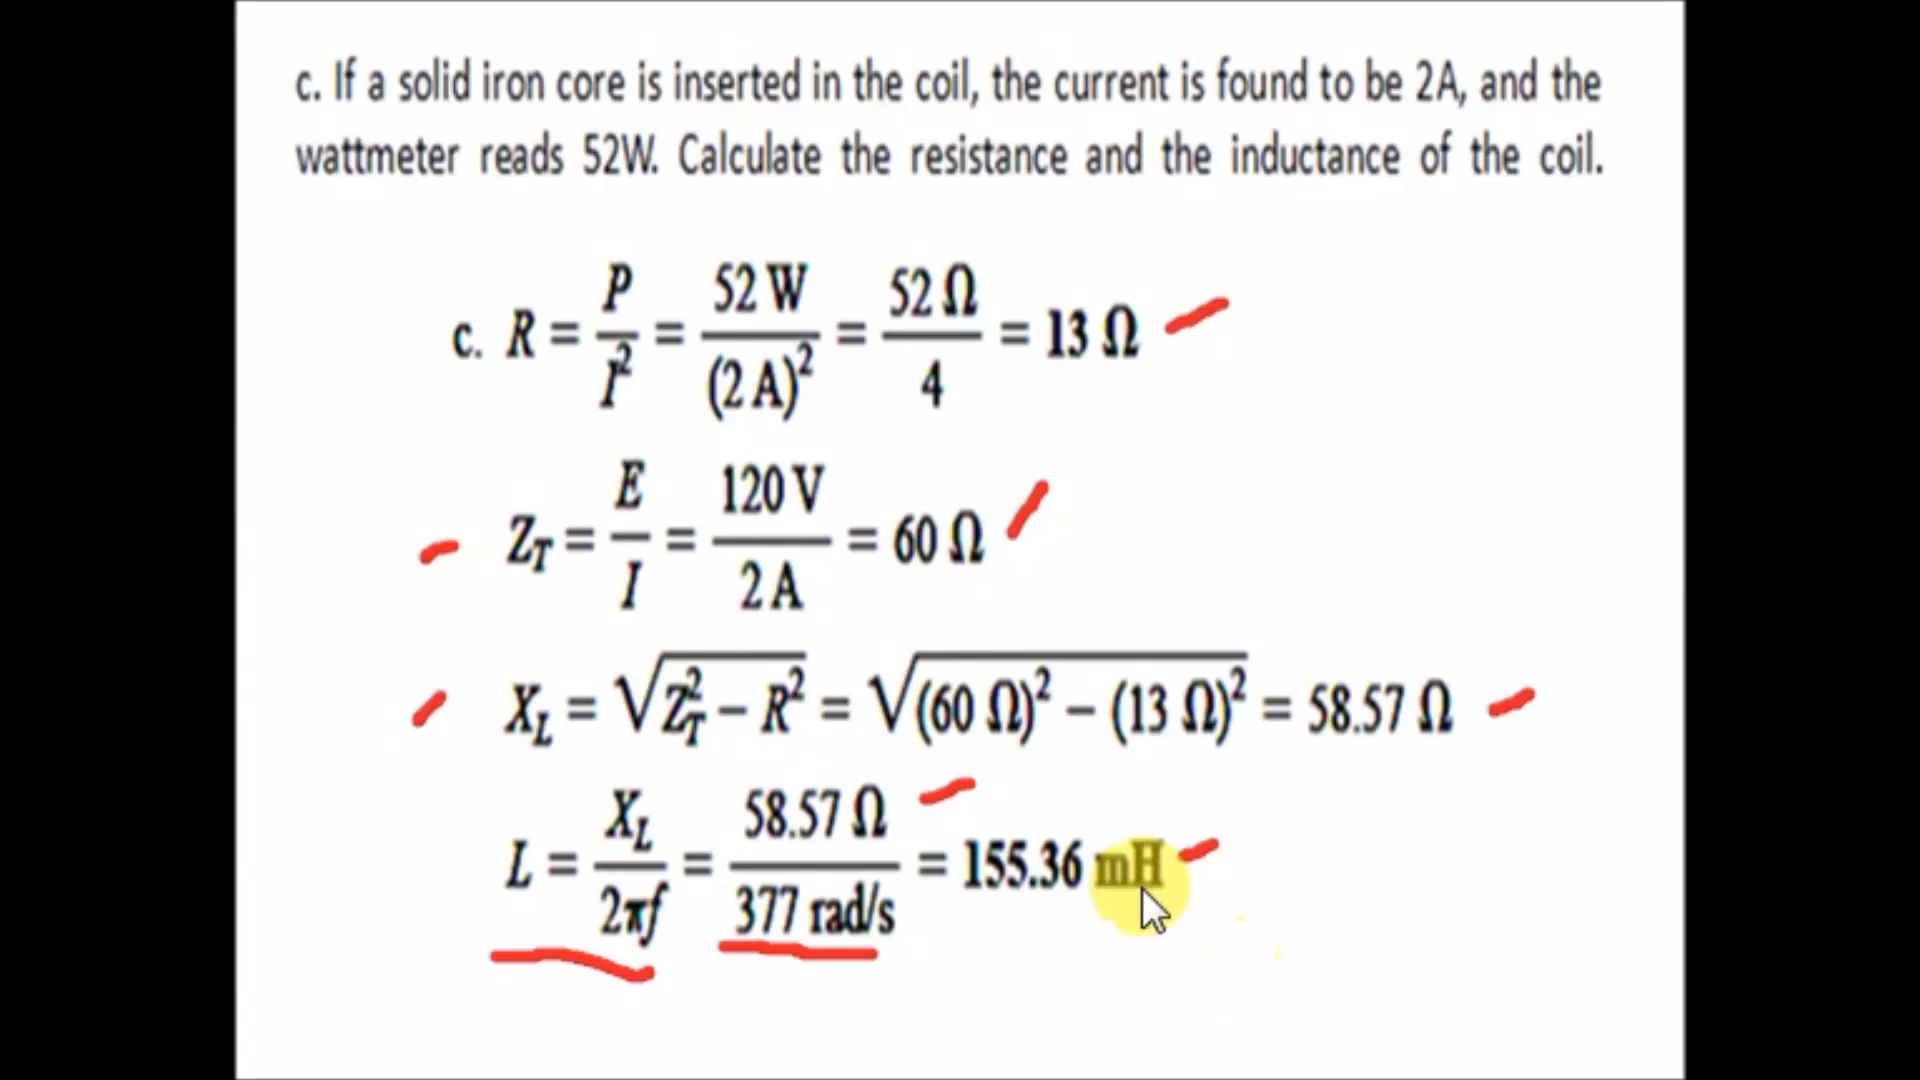 c. If a solid iron core is inserted in the coil, the current is found to be 2A, and the
wattmeter reads 52W. Calculate the resistance and the inductance of the coil.
c. R = P/I² = 52 W/(2 A)² = 52 Ω/4 = 13 Ω
Z_T = E/I = 120 V/2 A = 60 Ω
X_L = √(Z_T² − R²) = √((60 Ω)² − (13 Ω)²) = 58.57 Ω
L = X_L/2πf = 58.57 Ω/377 rad/s = 155.36 mH